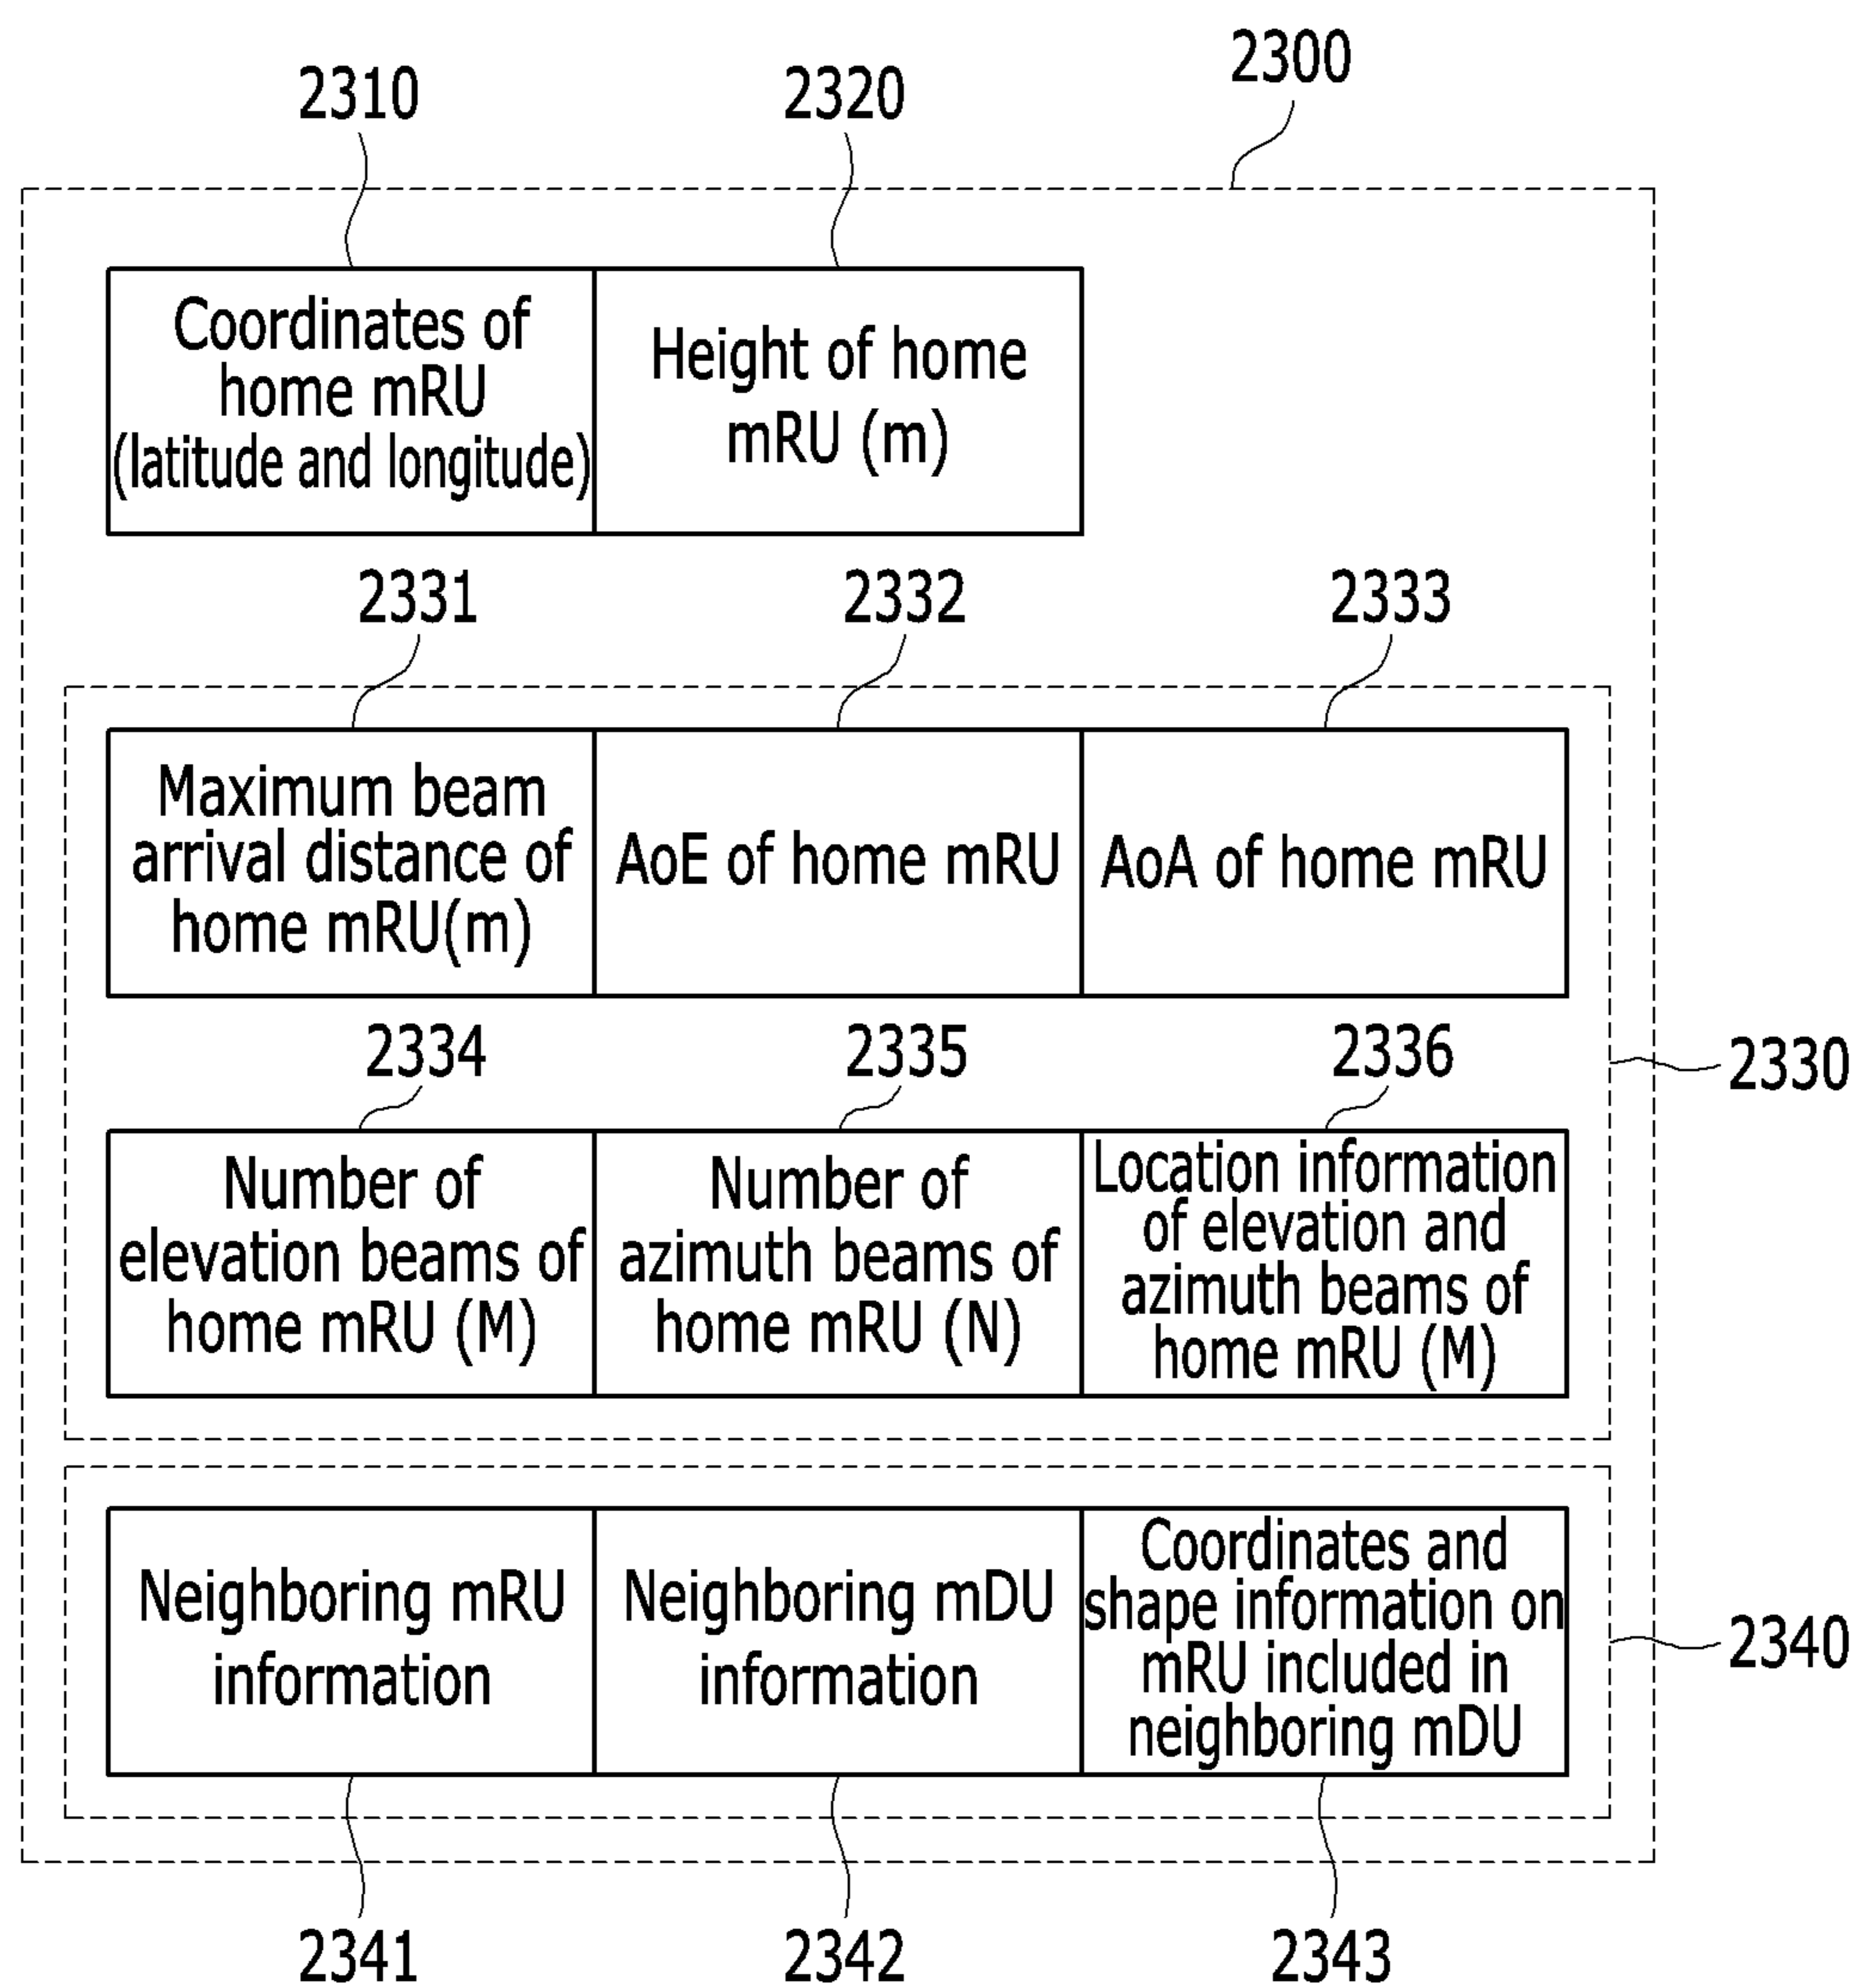 2300
2310
2320
Coordinates of
home mRU
(latitude and longitude)
Height of home
mRU (m)
2331
2332
2333
Maximum beam
arrival distance of
home mRU(m)
AoE of home mRU
AoA of home mRU
2334
2335
2336
2330
Number of
elevation beams of
home mRU (M)
Number of
azimuth beams of
home mRU (N)
Location information
of elevation and
azimuth beams of
home mRU (M)
Neighboring mRU
information
Neighboring mDU
information
Coordinates and
shape information on
mRU included in
neighboring mDU
2340
2341
2342
2343